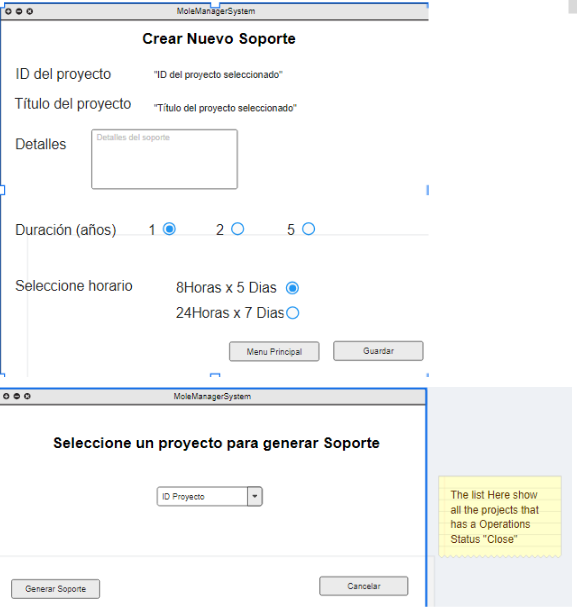 MoleManagerSystem
Crear Nuevo Soporte
ID del proyecto "ID del proyecto seleccionado"
Título del proyecto "Título del proyecto seleccionado"
Detalles Detalles del soporte
Duración (años) 1 2 5
Seleccione horario 8Horas x 5 Dias
24Horas x 7 Dias
Menu Principal Guardar
MoleManagerSystem
Seleccione un proyecto para generar Soporte
ID Proyecto
The list Here show
all the projects that
has a Operations
Status "Close"
Generar Soporte Cancelar